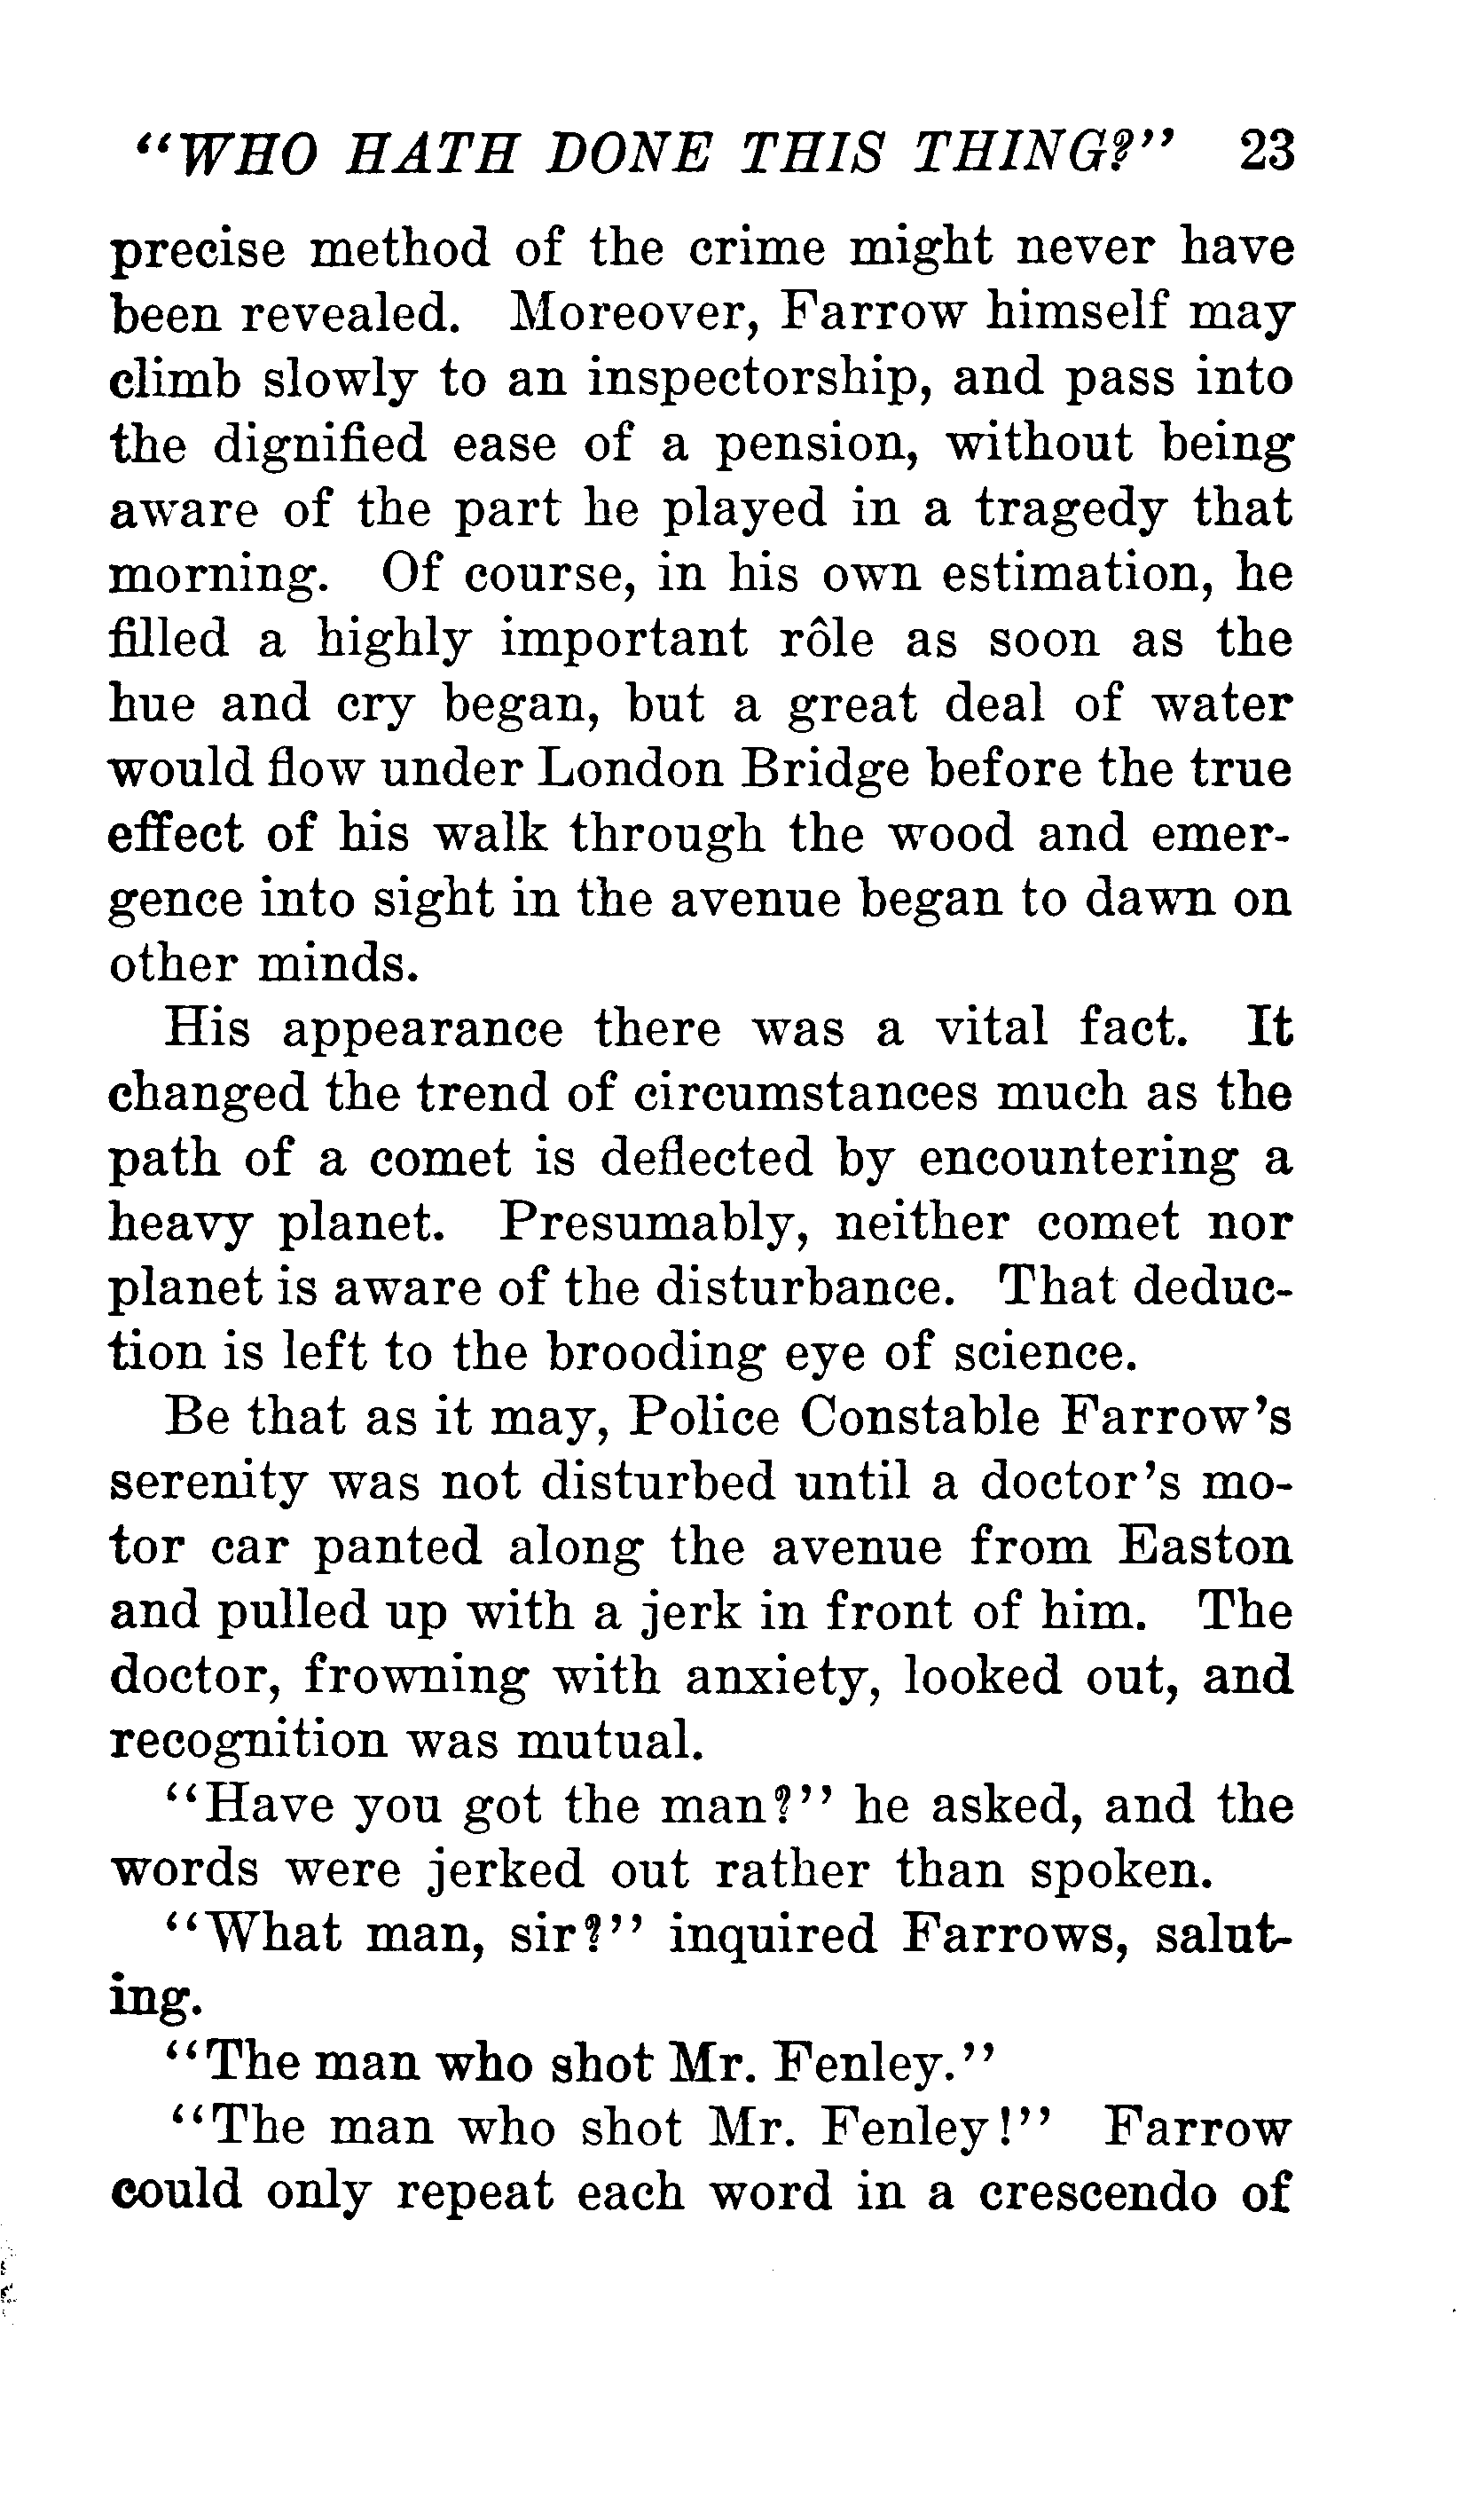 "WHO HATH DONE THIS THING?" 23
precise method of the crime might never have
been revealed. Moreover, Farrow himself may
climb slowly to an inspectorship, and pass into
the dignified ease of a pension, without being
aware of the part he played in a tragedy that
morning. Of course, in his own estimation, he
filled a highly important rôle as soon as the
hue and cry began, but a great deal of water
would flow under London Bridge before the true
effect of his walk through the wood and emer-
gence into sight in the avenue began to dawn on
other minds.
His appearance there was a vital fact. It
changed the trend of circumstances much as the
path of a comet is deflected by encountering a
heavy planet. Presumably, neither comet nor
planet is aware of the disturbance. That deduc-
tion is left to the brooding eye of science.
Be that as it may, Police Constable Farrow's
serenity was not disturbed until a doctor's mo-
tor car panted along the avenue from Easton
and pulled up with a jerk in front of him. The
doctor, frowning with anxiety, looked out, and
recognition was mutual.
"Have you got the man?" he asked, and the
words were jerked out rather than spoken.
"What man, sir?" inquired Farrows, salut-
ing.
"The man who shot Mr. Fenley."
"The man who shot Mr. Fenley!" Farrow
could only repeat each word in a crescendo of